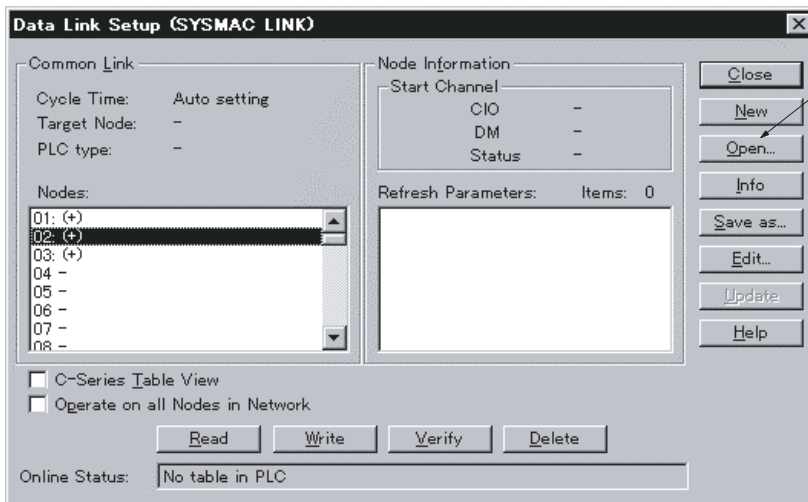 Data Link Setup (SYSMAC LINK)
Common Link
Cycle Time: Auto setting
Target Node: -
PLC type: -
Nodes:
01: (+)
02: (+)
03: (+)
04 -
05 -
06 -
07 -
08 -
Node Information
Start Channel
CIO -
DM -
Status -
Refresh Parameters: Items: 0
Close
New
Open...
Info
Save as...
Edit...
Update
Help
C-Series Table View
Operate on all Nodes in Network
Read Write Verify Delete
Online Status: No table in PLC